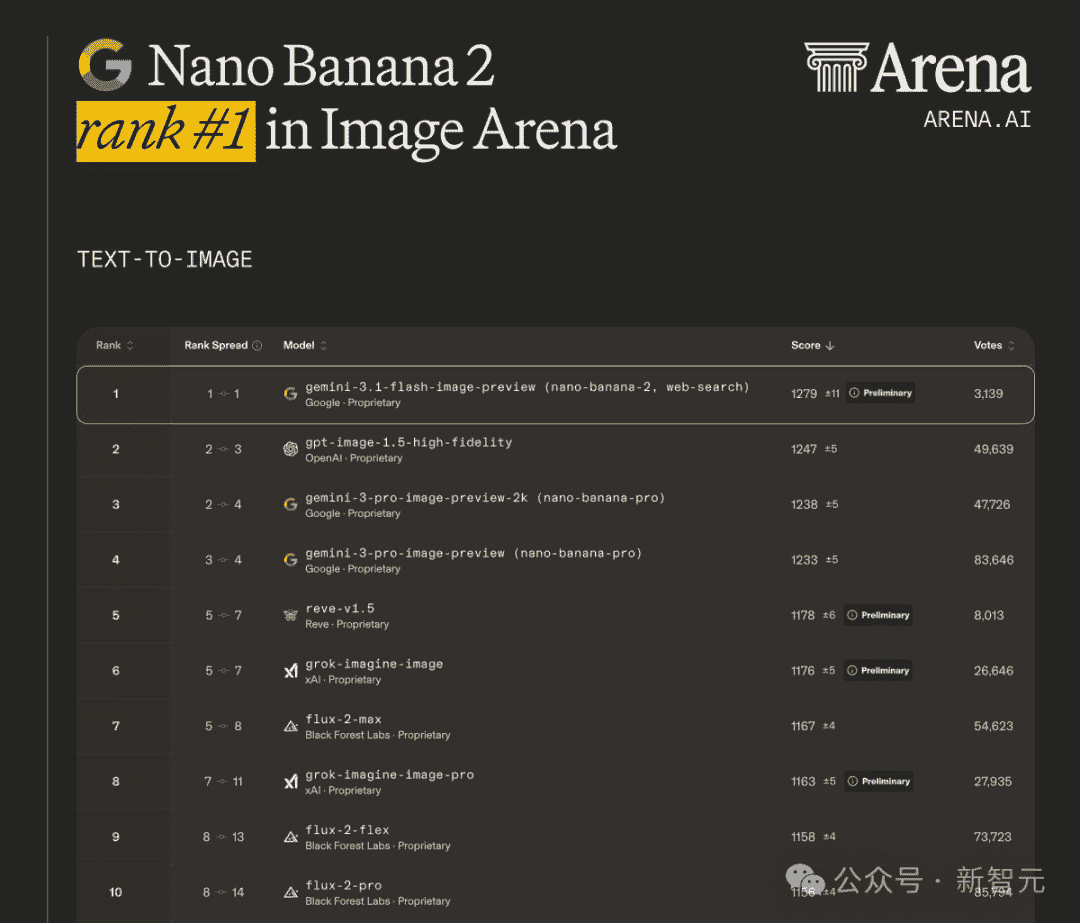 Nano Banana 2
rank #1 in Image Arena
Arena
ARENA.AI
TEXT-TO-IMAGE
Rank Rank Spread Model Score Votes
1 1 1 gemini-3.1-flash-image-preview (nano-banana-2, web-search) 1279 ±11 Preliminary 3,139
Google · Proprietary
2 2 3 gpt-image-1.5-high-fidelity 1247 ±5 49,639
OpenAI · Proprietary
3 2 4 gemini-3-pro-image-preview-2k (nano-banana-pro) 1238 ±5 47,726
Google · Proprietary
4 3 4 gemini-3-pro-image-preview (nano-banana-pro) 1233 ±5 83,646
Google · Proprietary
5 5 7 reve-v1.5 1178 ±6 Preliminary 8,013
Reve · Proprietary
6 5 7 grok-imagine-image 1176 ±5 Preliminary 26,646
xAI · Proprietary
7 5 8 flux-2-max 1167 ±4 54,623
Black Forest Labs · Proprietary
8 7 11 grok-imagine-image-pro 1163 ±5 Preliminary 27,935
xAI · Proprietary
9 8 13 flux-2-flex 1158 ±4 73,723
Black Forest Labs · Proprietary
10 8 14 flux-2-pro 1156 ±4 85,794
Black Forest Labs · Proprietary
公众号 · 新智元